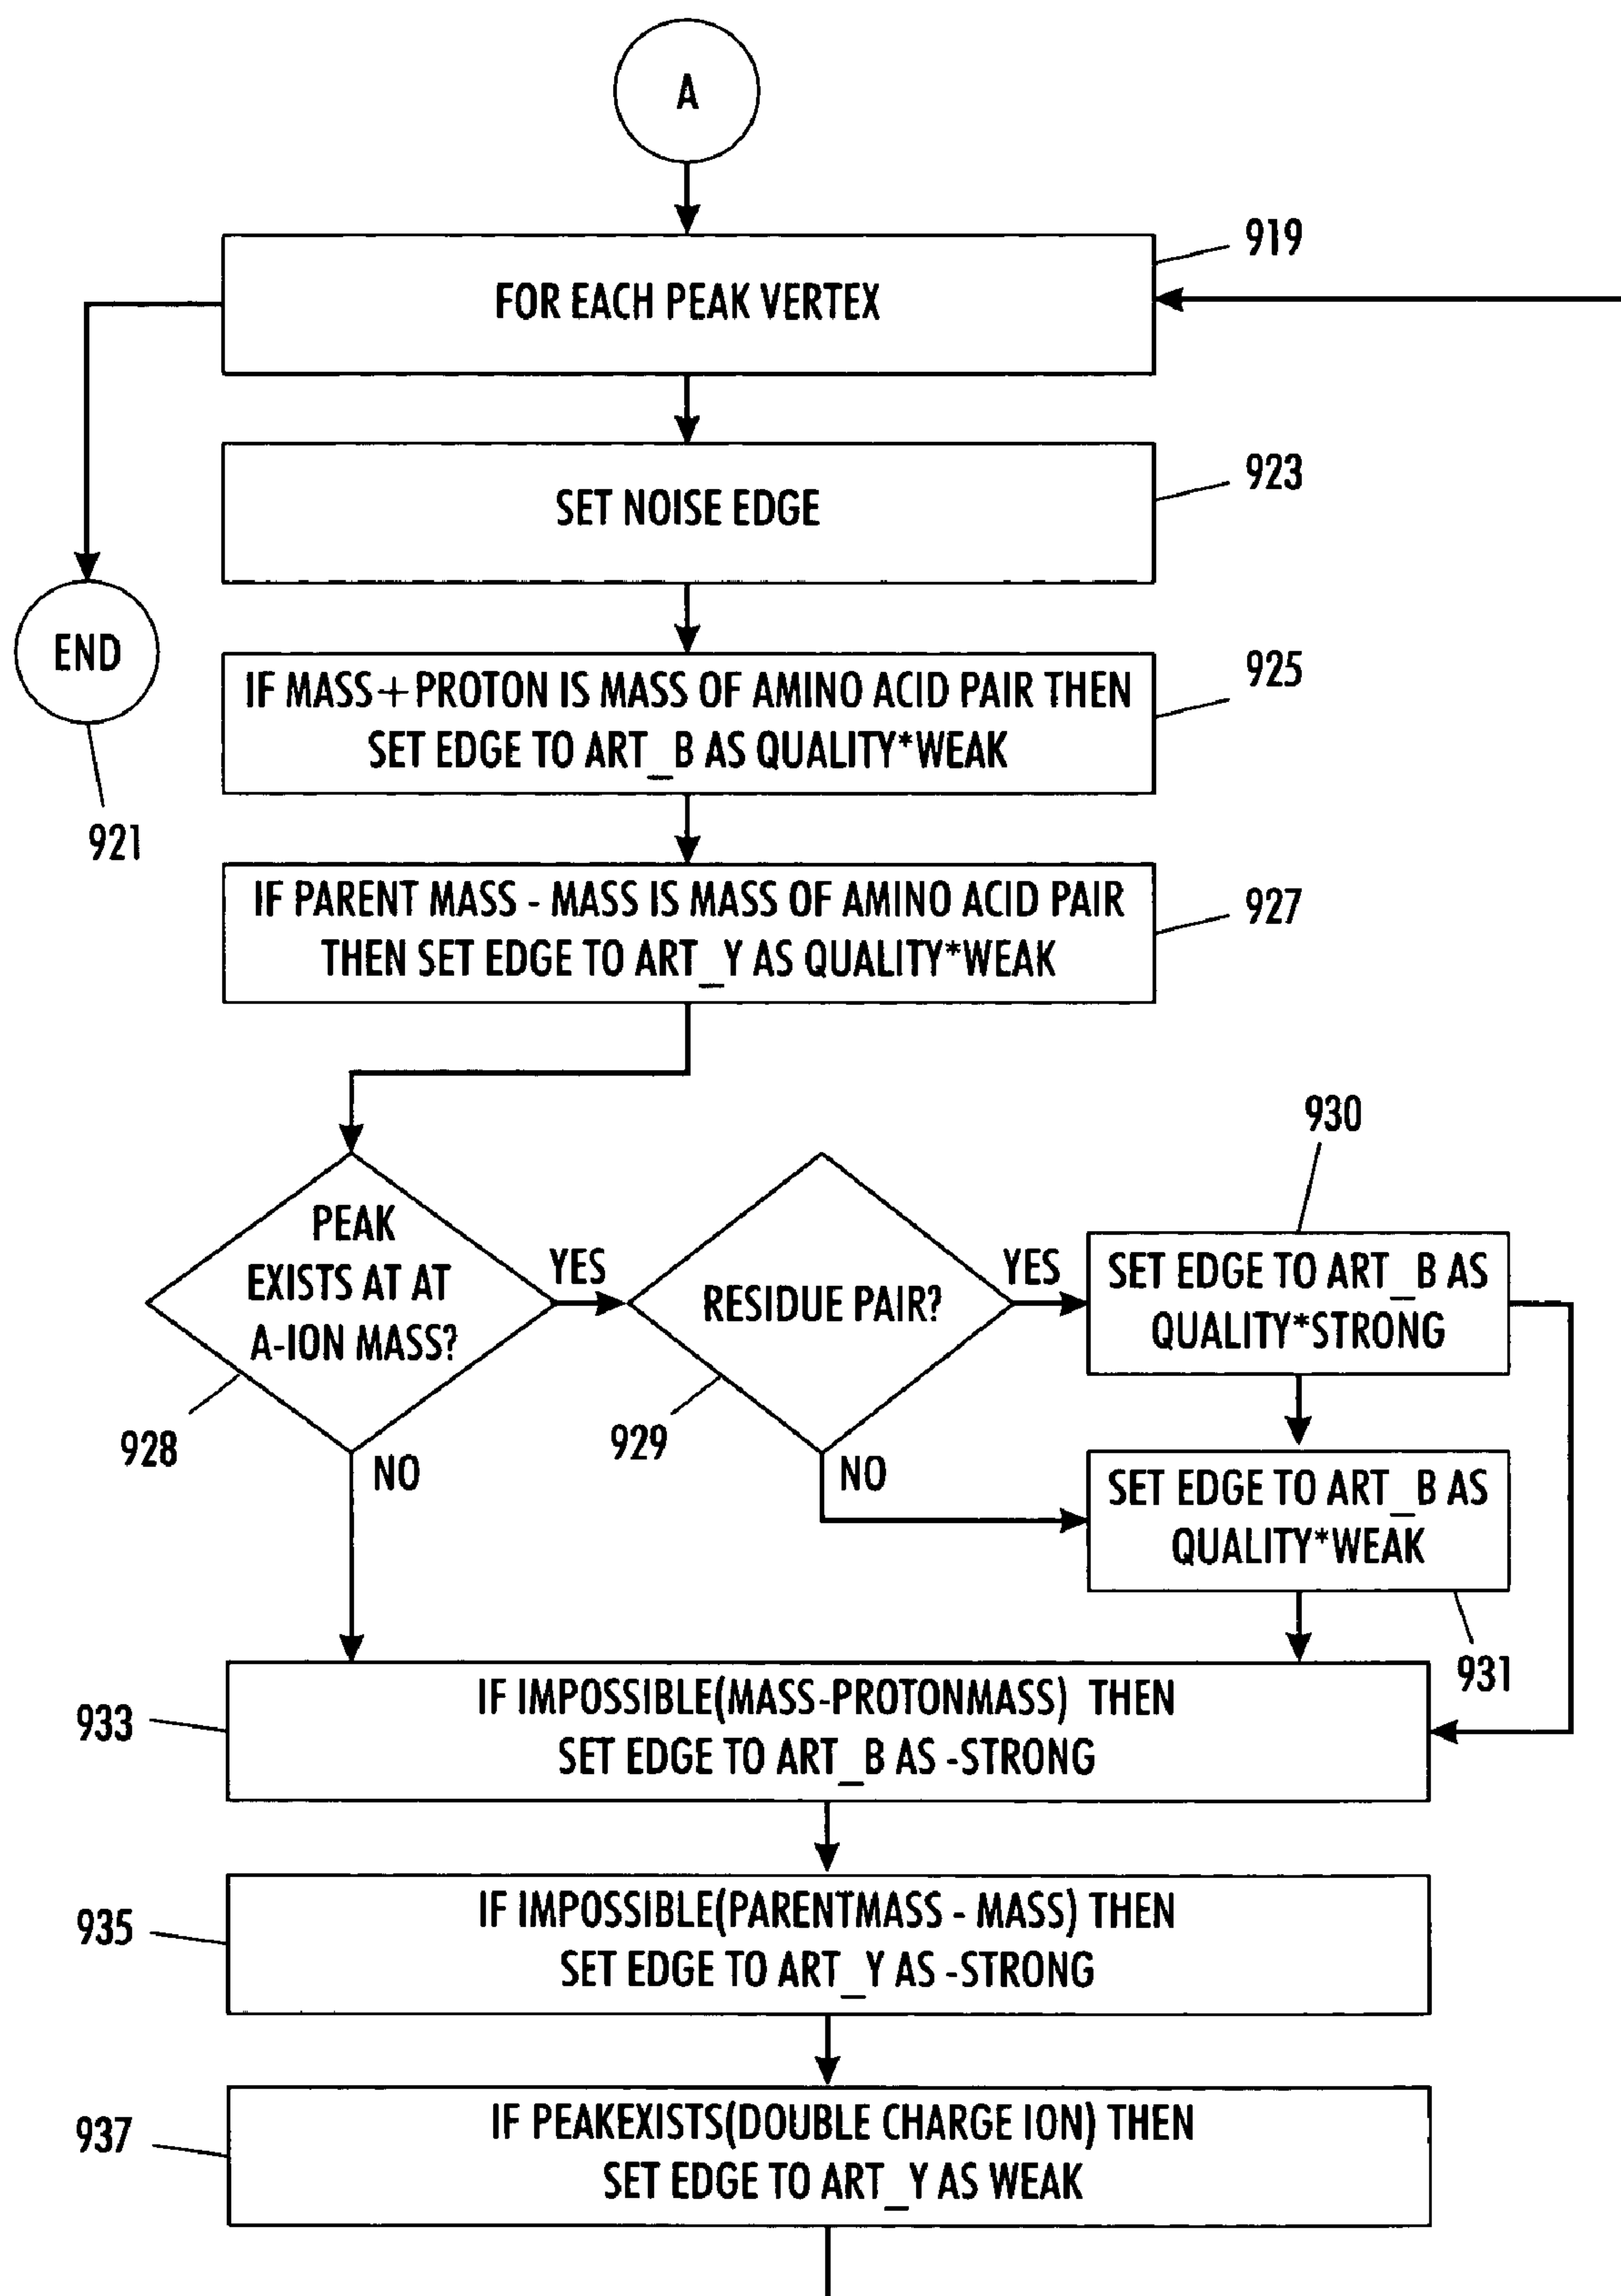 A
919
FOR EACH PEAK VERTEX
923
SET NOISE EDGE
END
921
925
IF MASS+PROTON IS MASS OF AMINO ACID PAIR THEN
SET EDGE TO ART_B AS QUALITY*WEAK
927
IF PARENT MASS - MASS IS MASS OF AMINO ACID PAIR
THEN SET EDGE TO ART_Y AS QUALITY*WEAK
PEAK
EXISTS AT AT
A-ION MASS?
928
YES
NO
RESIDUE PAIR?
929
YES
NO
930
SET EDGE TO ART_B AS
QUALITY*STRONG
SET EDGE TO ART_B AS
QUALITY*WEAK
931
933
IF IMPOSSIBLE(MASS-PROTONMASS) THEN
SET EDGE TO ART_B AS -STRONG
935
IF IMPOSSIBLE(PARENTMASS - MASS) THEN
SET EDGE TO ART_Y AS -STRONG
937
IF PEAKEXISTS(DOUBLE CHARGE ION) THEN
SET EDGE TO ART_Y AS WEAK